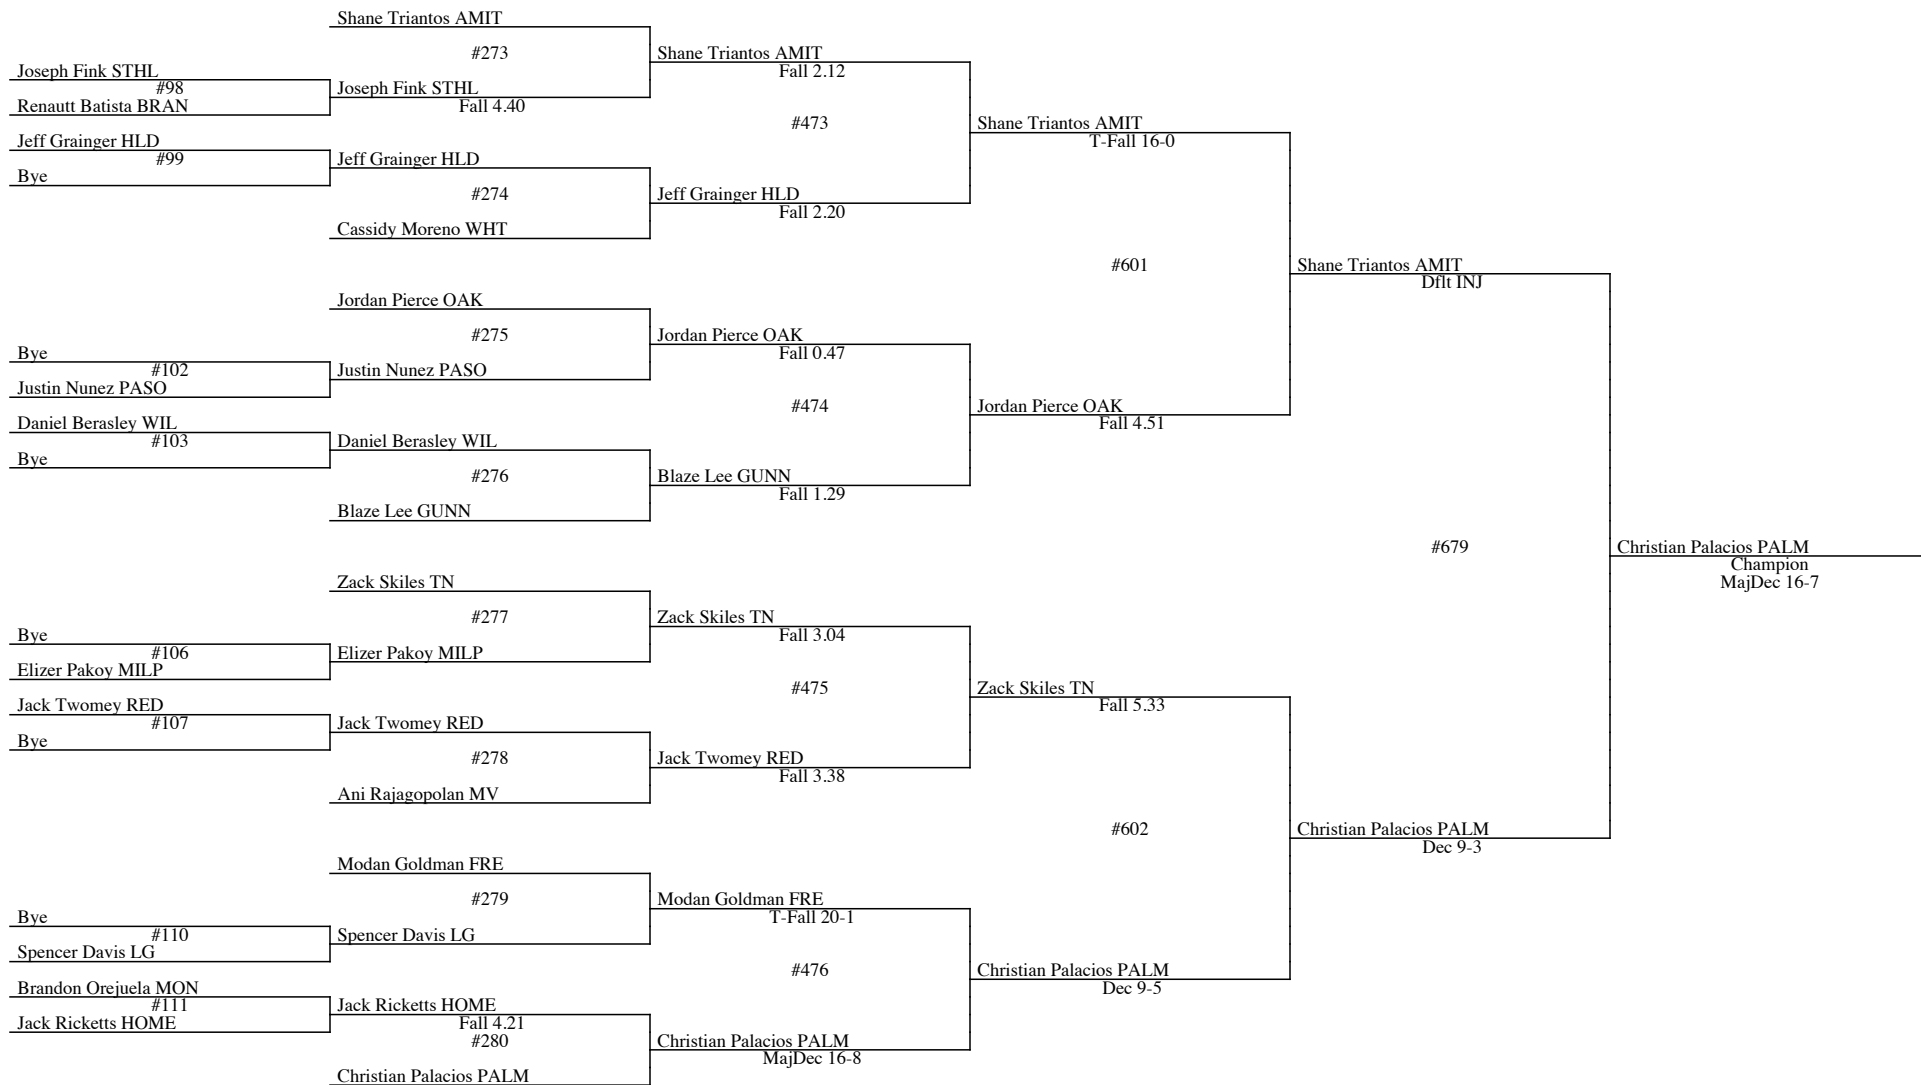 Shane Triantos AMIT
#273
Shane Triantos AMIT
Fall 2.12
Joseph Fink STHL
#98
Joseph Fink STHL
Renautt Batista BRAN
Fall 4.40
#473
Shane Triantos AMIT
T-Fall 16-0
Jeff Grainger HLD
#99
Jeff Grainger HLD
Bye
#274
Jeff Grainger HLD
Fall 2.20
Cassidy Moreno WHT
#601
Shane Triantos AMIT
Dflt INJ
Jordan Pierce OAK
#275
Jordan Pierce OAK
Fall 0.47
Bye
#102
Justin Nunez PASO
Justin Nunez PASO
#474
Jordan Pierce OAK
Fall 4.51
Daniel Berasley WIL
#103
Daniel Berasley WIL
Bye
#276
Blaze Lee GUNN
Fall 1.29
Blaze Lee GUNN
#679
Christian Palacios PALM
Champion
MajDec 16-7
Zack Skiles TN
#277
Zack Skiles TN
Fall 3.04
Bye
#106
Elizer Pakoy MILP
Elizer Pakoy MILP
#475
Zack Skiles TN
Fall 5.33
Jack Twomey RED
#107
Jack Twomey RED
Bye
#278
Jack Twomey RED
Fall 3.38
Ani Rajagopolan MV
#602
Christian Palacios PALM
Dec 9-3
Modan Goldman FRE
#279
Modan Goldman FRE
T-Fall 20-1
Bye
#110
Spencer Davis LG
Spencer Davis LG
#476
Christian Palacios PALM
Dec 9-5
Brandon Orejuela MON
#111
Jack Ricketts HOME
Jack Ricketts HOME
Fall 4.21
#280
Christian Palacios PALM
MajDec 16-8
Christian Palacios PALM